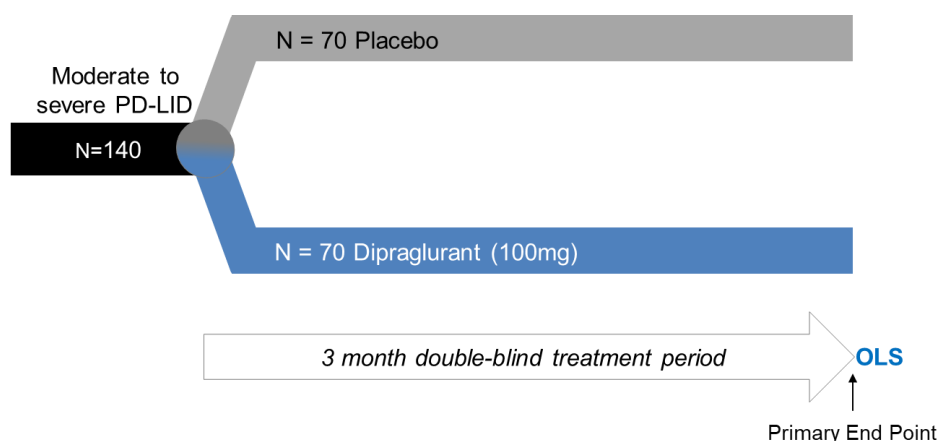 N = 70 Placebo
Moderate to
severe PD-LID
N=140
N = 70 Dipraglurant (100mg)
3 month double-blind treatment period
OLS
Primary End Point